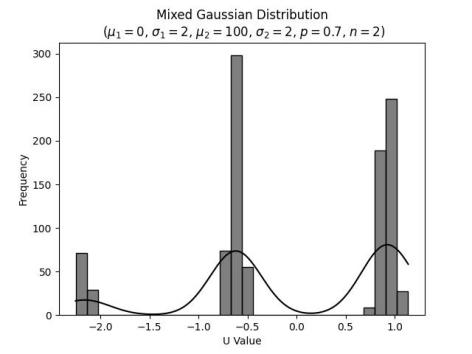 Mixed Gaussian Distribution
(μ₁ = 0, σ₁ = 2, μ₂ = 100, σ₂ = 2, p = 0.7, n = 2)
300
250
200
150
100
50
0
Frequency
−2.0 −1.5 −1.0 −0.5 0.0 0.5 1.0
U Value